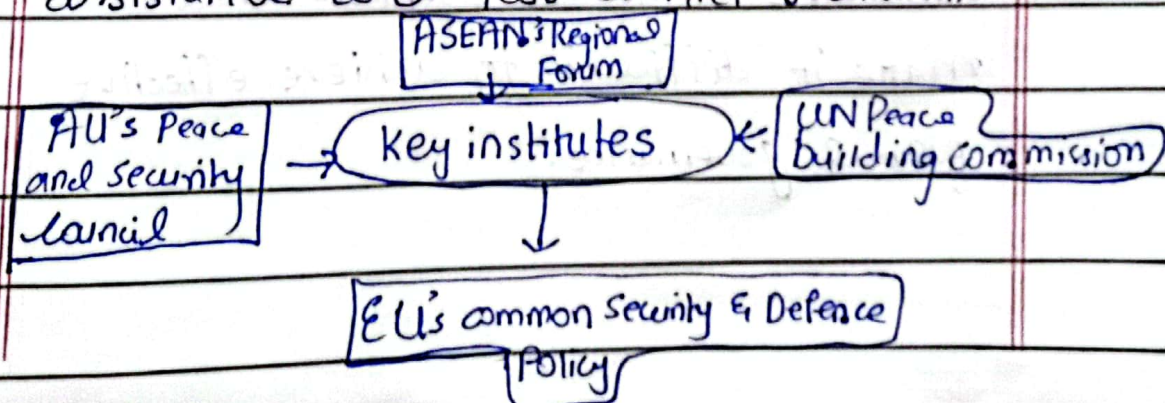 ASEAN's Regional
Forum
AU's Peace
and Security
Council
Key institutes
UN Peace
building commission
EU's common Security & Defence
Policy